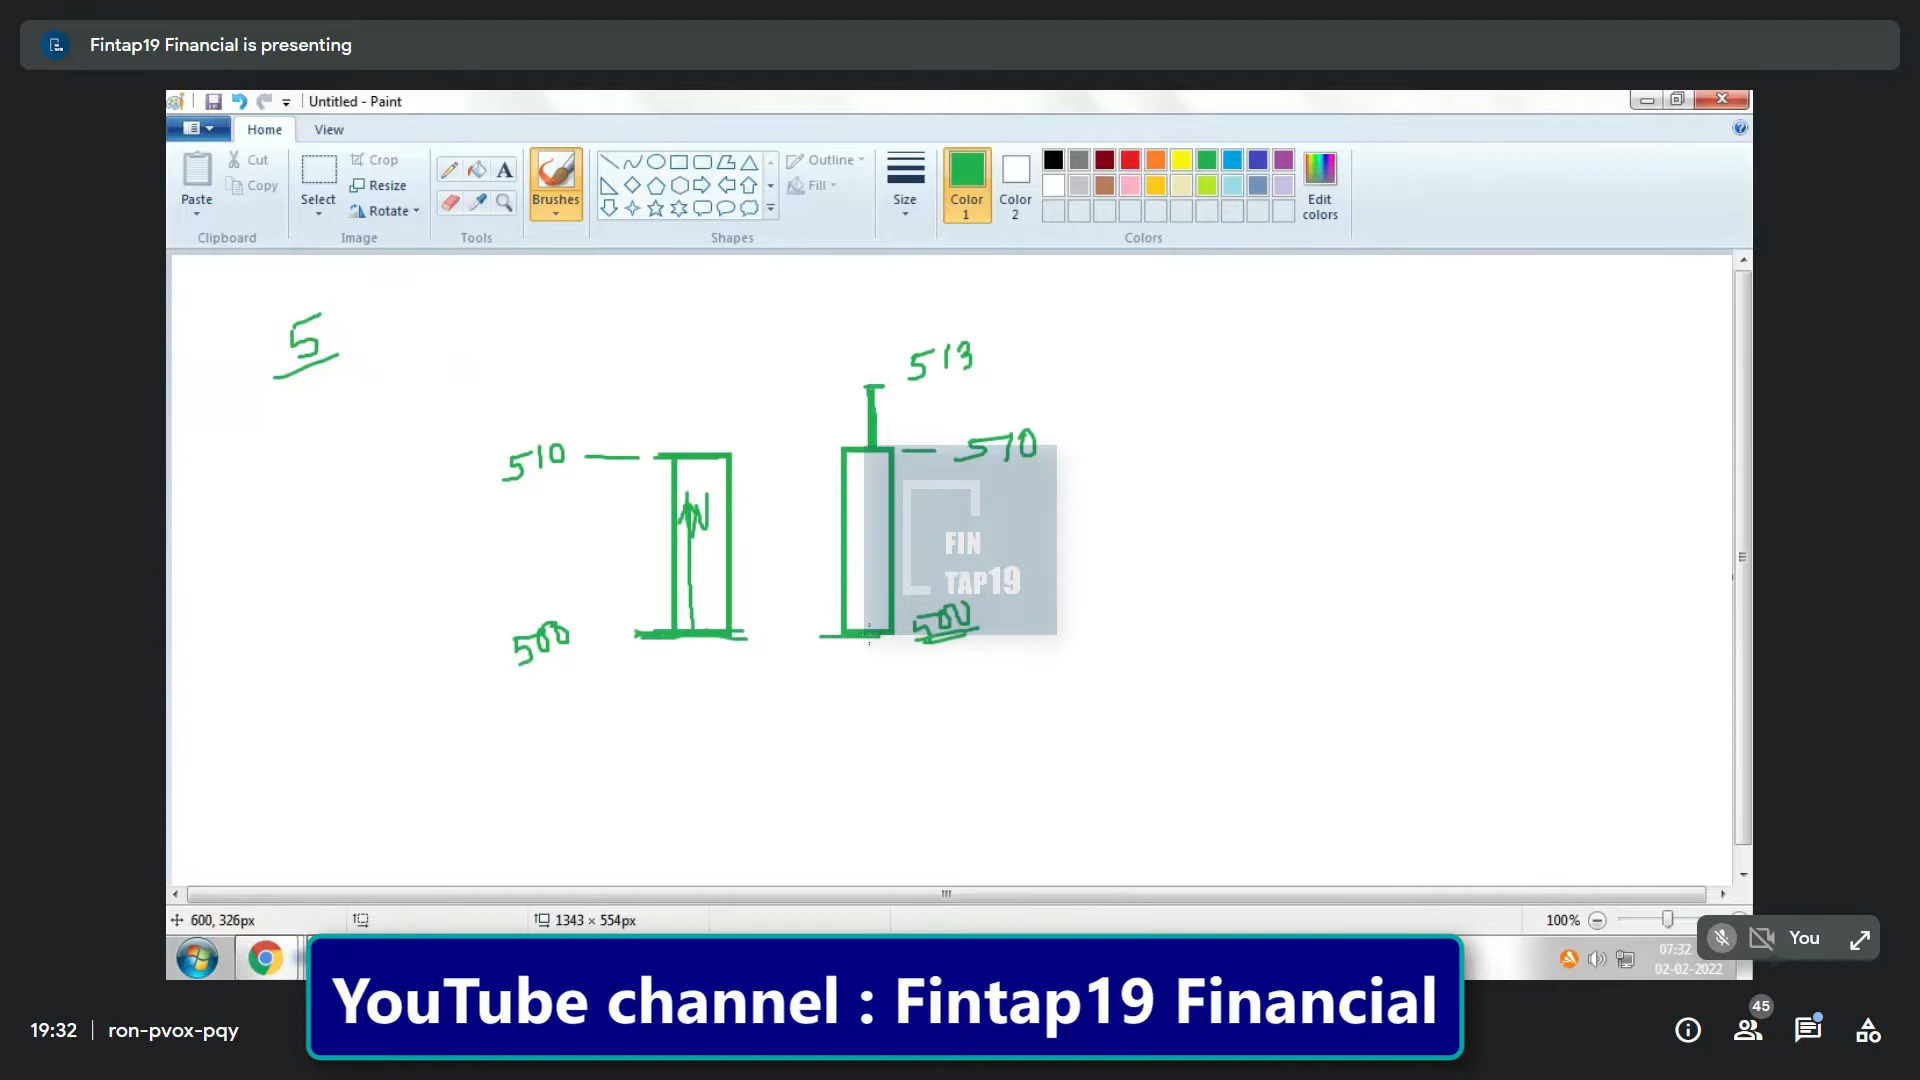 Fintap19 Financial is presenting
Untitled - Paint
Home View
Cut
Copy
Paste
Clipboard
Crop
Resize
Rotate
Select
Image
A
Tools
Brushes
Shapes
Outline
Fill
Size
Color 1
Color 2
Edit colors
Colors
5
513
510
510
FIN
TAP19
500
500
600, 326px
1343 × 554px
100%
07:32
02-02-2022
You
YouTube channel : Fintap19 Financial
19:32 | ron-pvox-pqy
45